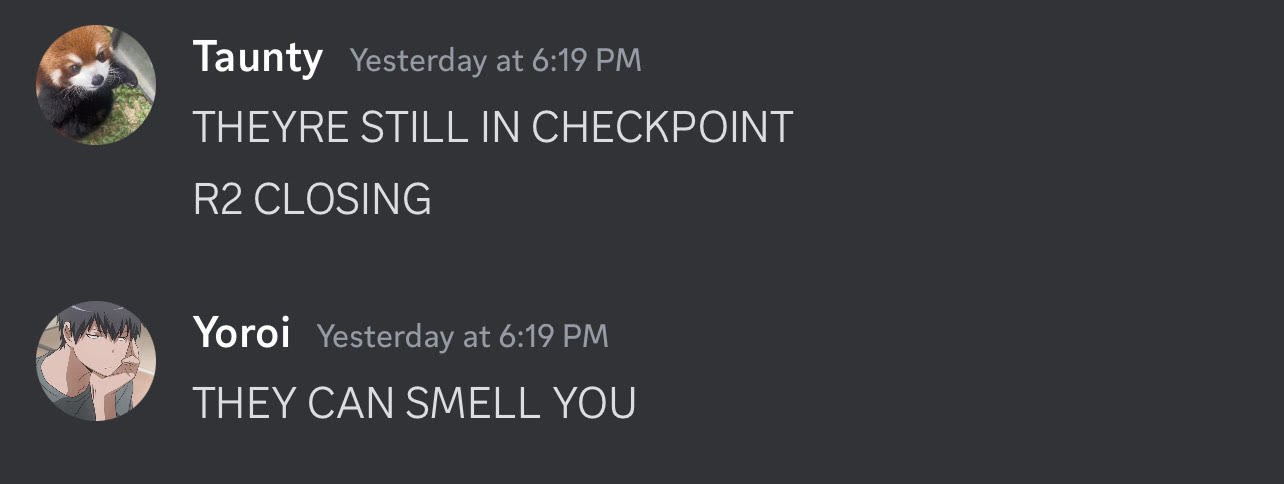 Taunty Yesterday at 6:19 PM
THEYRE STILL IN CHECKPOINT
R2 CLOSING
Yoroi Yesterday at 6:19 PM
THEY CAN SMELL YOU